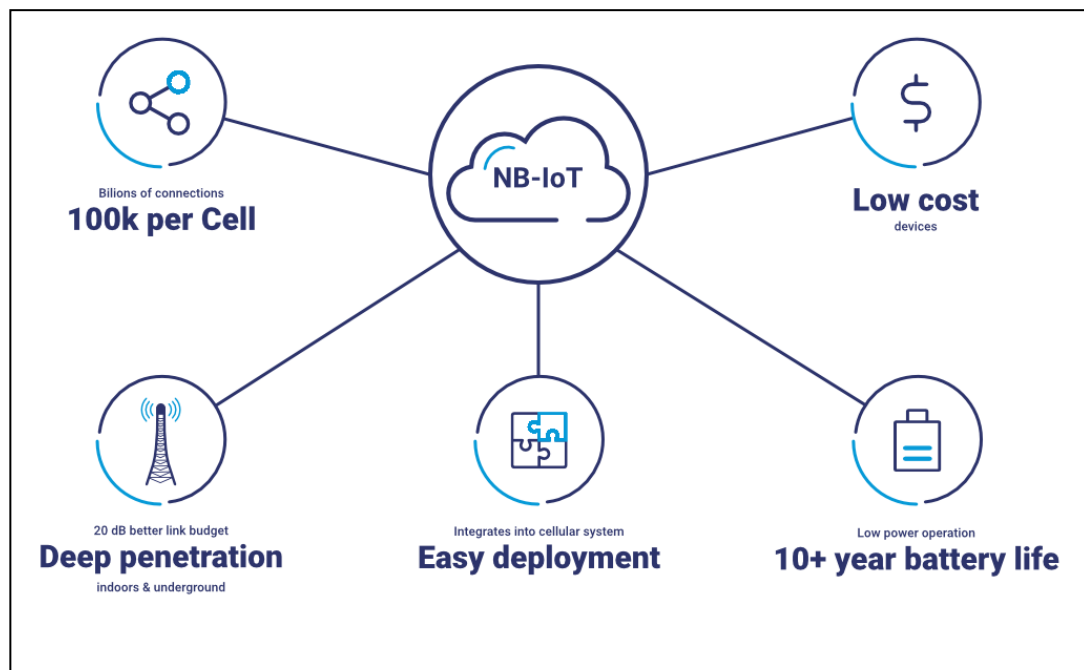 NB-IoT
Bilions of connections
100k per Cell
Low cost
devices
20 dB better link budget
Deep penetration
indoors & underground
Integrates into cellular system
Easy deployment
Low power operation
10+ year battery life